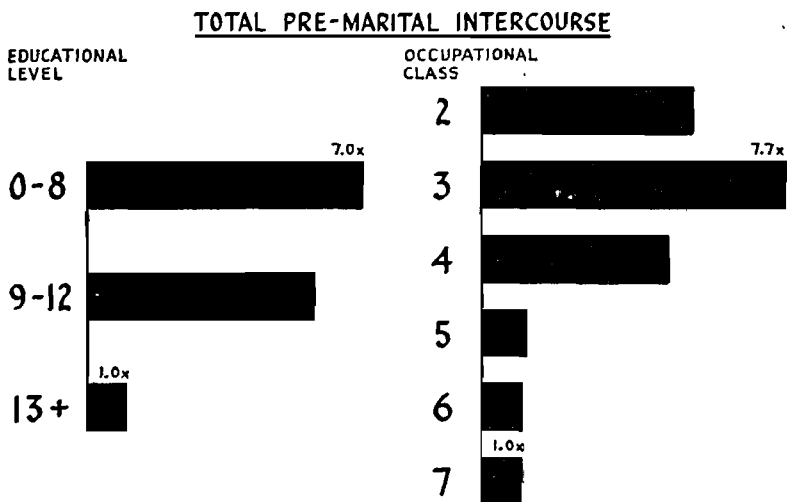 TOTAL PRE-MARITAL INTERCOURSE
EDUCATIONAL
LEVEL
0-8
7.0x
9-12
13+
1.0x
OCCUPATIONAL
CLASS
2
3
7.7x
4
5
6
7
1.0x